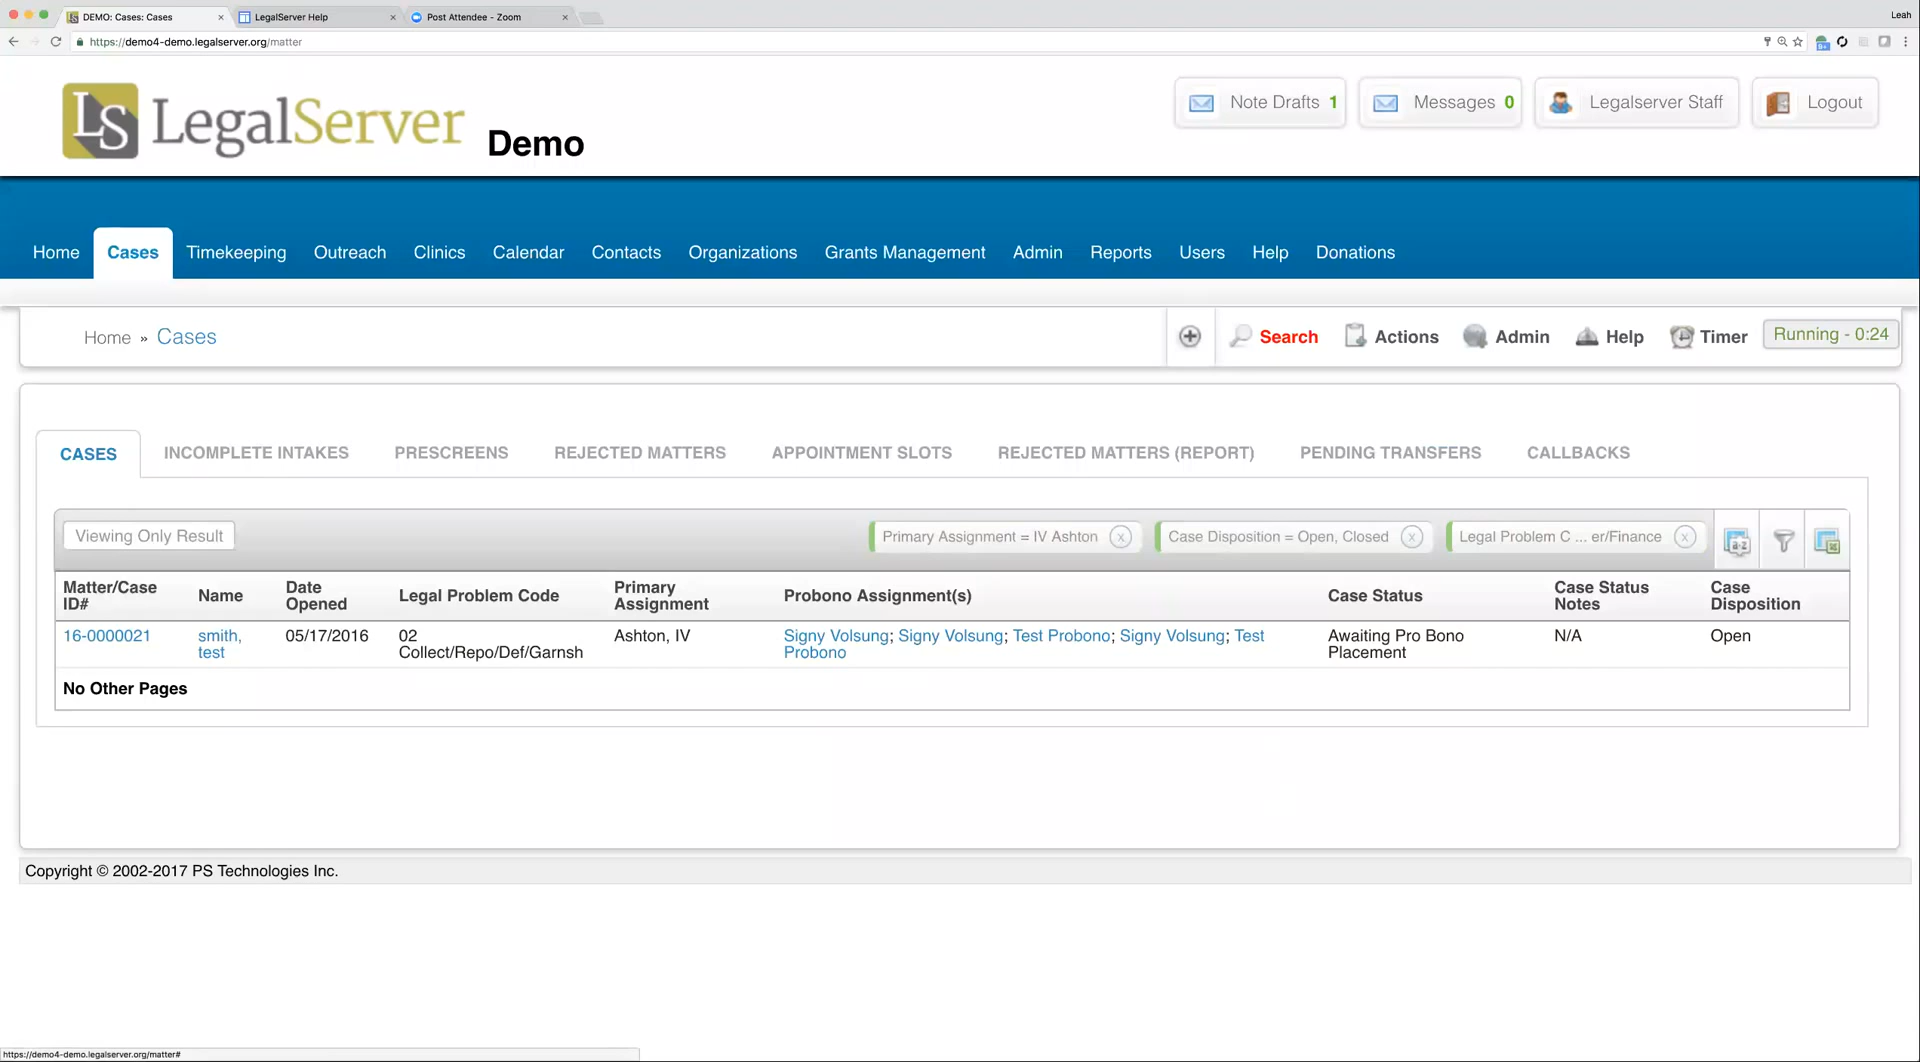 DEMO: Cases: Cases
LegalServer Help
Post Attendee - Zoom
Leah
https://demo4-demo.legalserver.org/matter
LS LegalServer Demo
Note Drafts 1
Messages 0
Legalserver Staff
Logout
Home Cases Timekeeping Outreach Clinics Calendar Contacts Organizations Grants Management Admin Reports Users Help Donations
Home » Cases
Search Actions Admin Help Timer Running - 0:24
CASES INCOMPLETE INTAKES PRESCREENS REJECTED MATTERS APPOINTMENT SLOTS REJECTED MATTERS (REPORT) PENDING TRANSFERS CALLBACKS
Viewing Only Result
Primary Assignment = IV Ashton x
Case Disposition = Open, Closed x
Legal Problem C ... er/Finance x
a-z
Matter/Case
ID#
Name
Date
Opened
Legal Problem Code
Primary
Assignment
Probono Assignment(s)
Case Status
Case Status
Notes
Case
Disposition
16-0000021
smith,
test
05/17/2016
02
Collect/Repo/Def/Garnsh
Ashton, IV
Signy Volsung; Signy Volsung; Test Probono; Signy Volsung; Test
Probono
Awaiting Pro Bono
Placement
N/A
Open
No Other Pages
Copyright © 2002-2017 PS Technologies Inc.
https://demo4-demo.legalserver.org/matter#